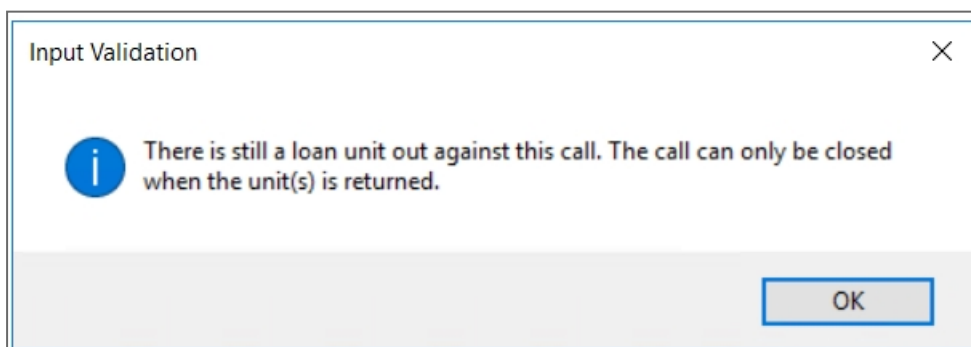 Input Validation
There is still a loan unit out against this call. The call can only be closed
when the unit(s) is returned.
OK